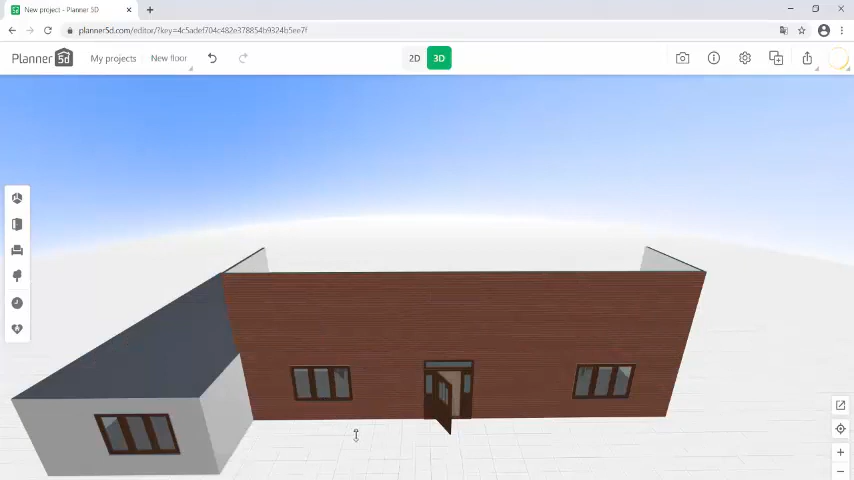 New project - Planner 5D
planner5d.com/editor/?key=4c5adef704c482e378854b9324b5ee7f
Planner 5d
My projects
New floor
2D
3D